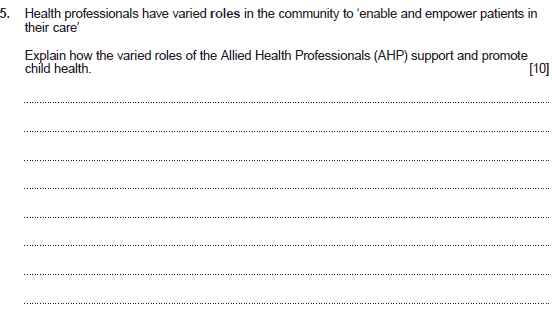 5. Health professionals have varied roles in the community to ‘enable and empower patients in
their care’
Explain how the varied roles of the Allied Health Professionals (AHP) support and promote
child health. [10]